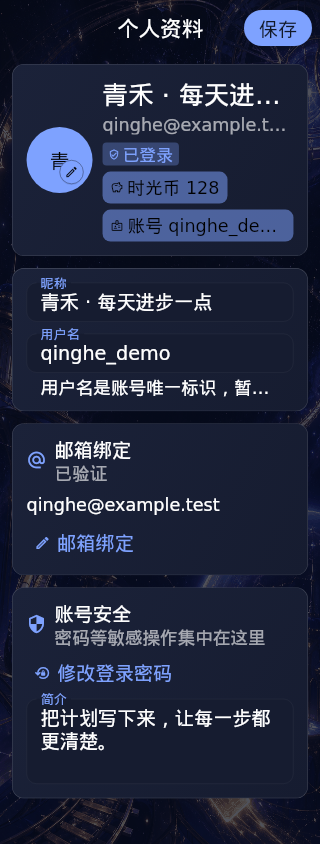 个人资料
保存
青禾 · 每天进...
qinghe@example.t...
已登录
青
时光币 128
账号 qinghe_de...
昵称
青禾 · 每天进步一点
用户名
qinghe_demo
用户名是账号唯一标识，暂...
邮箱绑定
已验证
qinghe@example.test
邮箱绑定
账号安全
密码等敏感操作集中在这里
修改登录密码
简介
把计划写下来，让每一步都
更清楚。